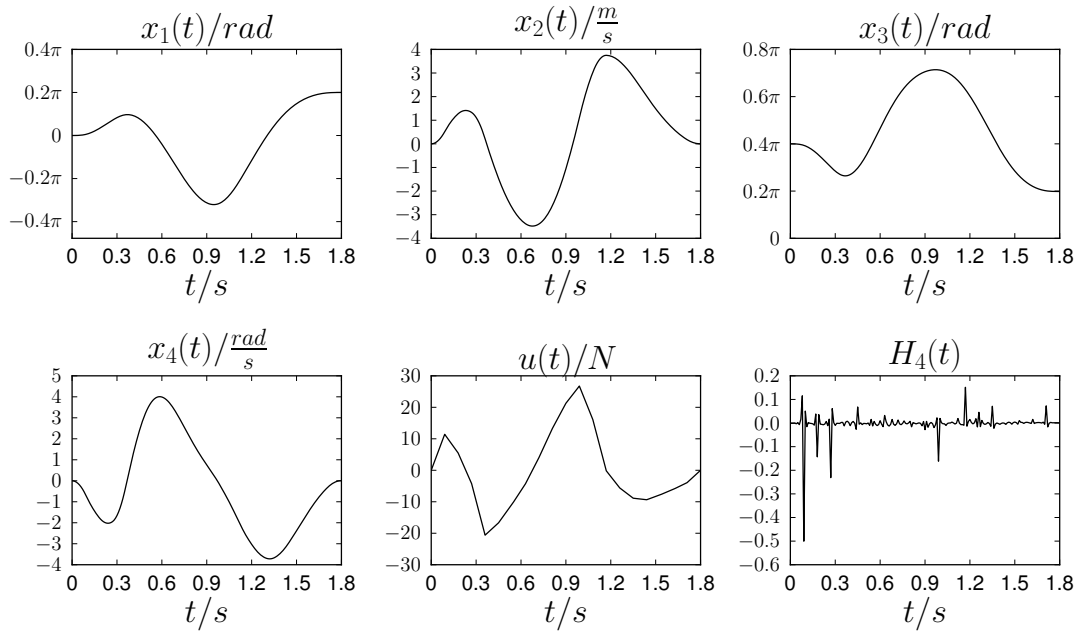 x₁(t)/rad
0.4π
0.2π
0
−0.2π
−0.4π
0 0.3 0.6 0.9 1.2 1.5 1.8
t/s
x₂(t)/m/s
4
3
2
1
0
−1
−2
−3
−4
0 0.3 0.6 0.9 1.2 1.5 1.8
t/s
x₃(t)/rad
0.8π
0.6π
0.4π
0.2π
0
0 0.3 0.6 0.9 1.2 1.5 1.8
t/s
x₄(t)/rad/s
5
4
3
2
1
0
−1
−2
−3
−4
0 0.3 0.6 0.9 1.2 1.5 1.8
t/s
u(t)/N
30
20
10
0
−10
−20
−30
0 0.3 0.6 0.9 1.2 1.5 1.8
t/s
H₄(t)
0.2
0.1
0.0
−0.1
−0.2
−0.3
−0.4
−0.5
−0.6
0 0.3 0.6 0.9 1.2 1.5 1.8
t/s